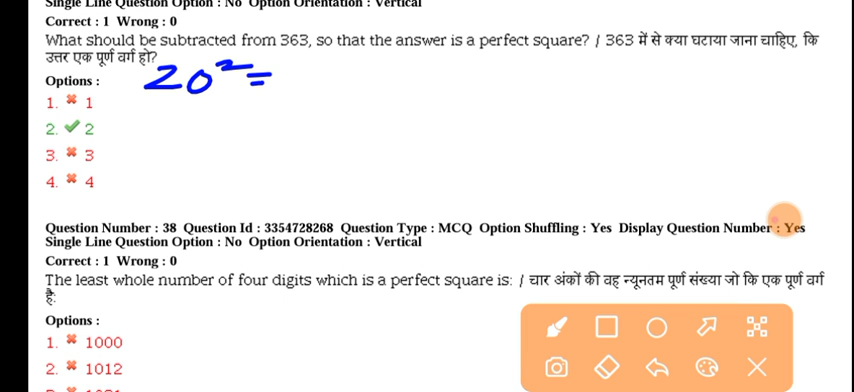 Single Line Question Option : No Option Orientation : Vertical
Correct : 1 Wrong : 0
What should be subtracted from 363, so that the answer is a perfect square? / 363 में से क्या घटाया जाना चाहिए, कि
उत्तर एक पूर्ण वर्ग हो?
20²=
Options :
1. 1
2. 2
3. 3
4. 4
Question Number : 38 Question Id : 3354728268 Question Type : MCQ Option Shuffling : Yes Display Question Number : Yes
Single Line Question Option : No Option Orientation : Vertical
Correct : 1 Wrong : 0
The least whole number of four digits which is a perfect square is: / चार अंकों की वह न्यूनतम पूर्ण संख्या जो कि एक पूर्ण वर्ग
है:
Options :
1. 1000
2. 1012